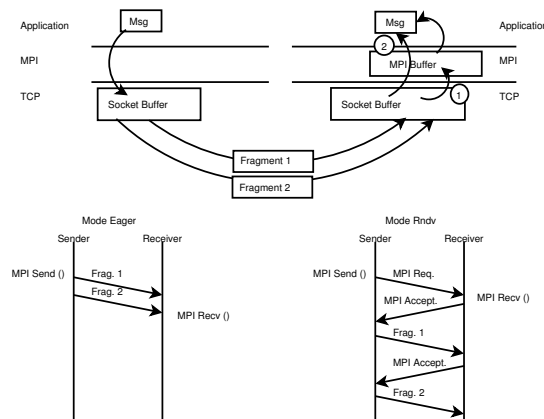 Application
Msg
Msg
Application
2
MPI
MPI Buffer
MPI
TCP
Socket Buffer
Socket Buffer
1
TCP
Fragment 1
Fragment 2
Mode Eager
Sender
Receiver
MPI Send ()
Frag. 1
Frag. 2
MPI Recv ()
Mode Rndv
Sender
Receiver
MPI Send ()
MPI Req.
MPI Accept.
MPI Recv ()
Frag. 1
MPI Accept.
Frag. 2